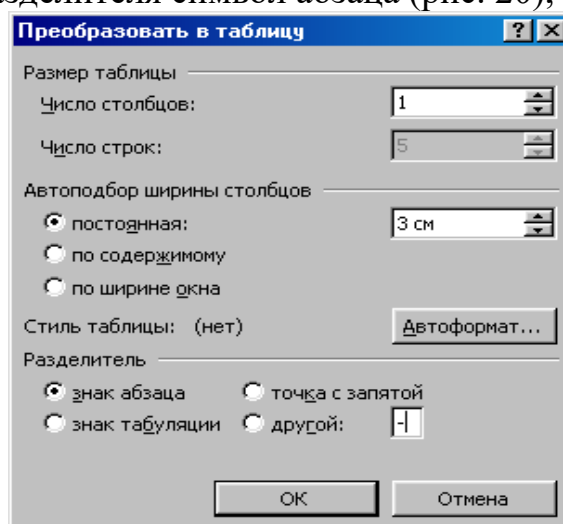 разделителя символ абзаца (рис. 20),
Преобразовать в таблицу
Размер таблицы
Число столбцов: 1
Число строк: 5
Автоподбор ширины столбцов
постоянная: 3 см
по содержимому
по ширине окна
Стиль таблицы: (нет) Автоформат...
Разделитель
знак абзаца точка с запятой
знак табуляции другой: -
ОК Отмена